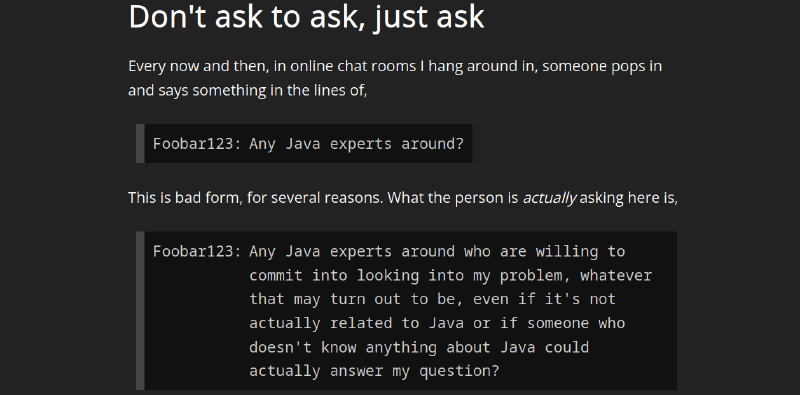 Don't ask to ask, just ask
Every now and then, in online chat rooms I hang around in, someone pops in
and says something in the lines of,
Foobar123: Any Java experts around?
This is bad form, for several reasons. What the person is actually asking here is,
Foobar123: Any Java experts around who are willing to
commit into looking into my problem, whatever
that may turn out to be, even if it's not
actually related to Java or if someone who
doesn't know anything about Java could
actually answer my question?